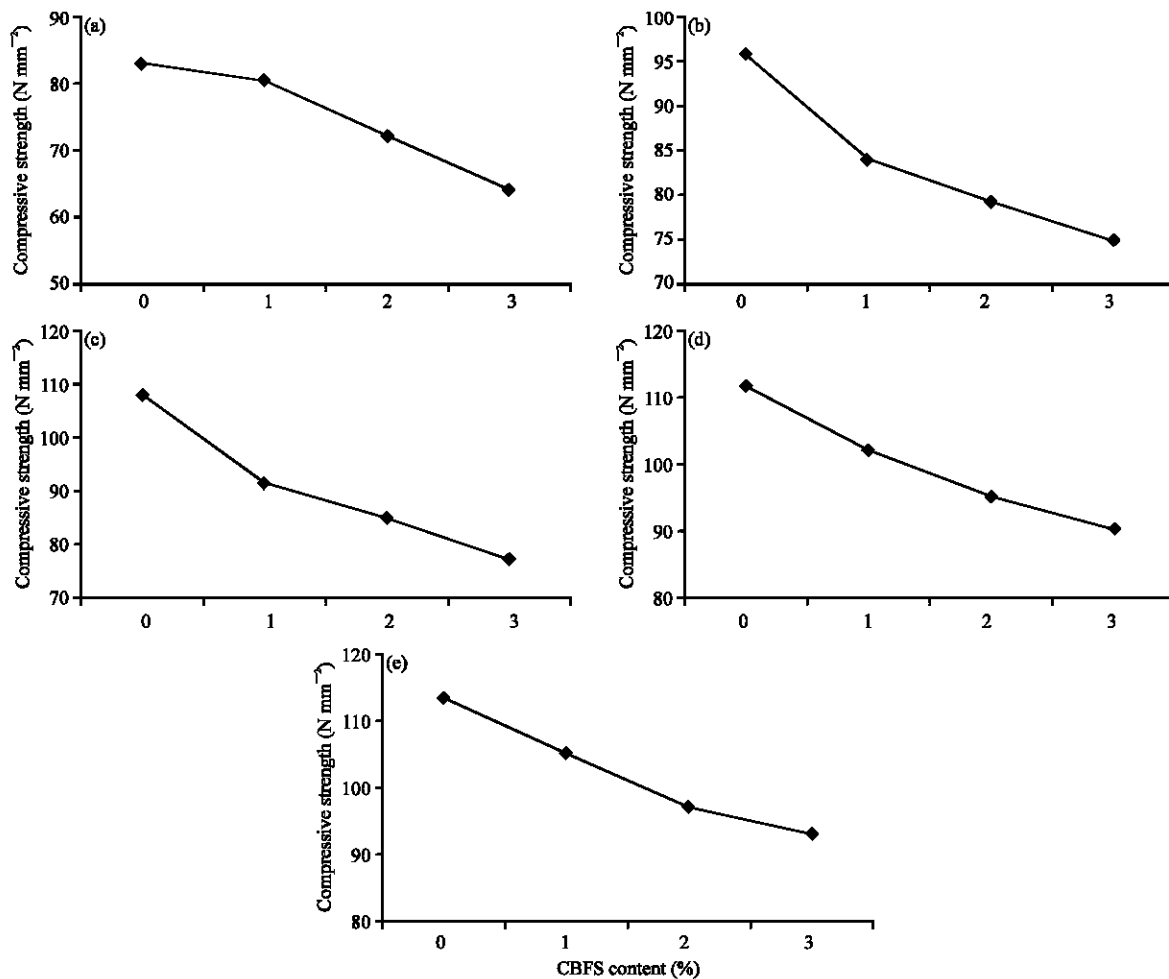 (a)
Compressive strength (N mm⁻²)
90
80
70
60
50
0 1 2 3
(b)
Compressive strength (N mm⁻²)
100
95
90
85
79
75
70
0 1 2 3
(c)
Compressive strength (N mm⁻²)
120
110
100
90
80
70
0 1 2 3
(d)
Compressive strength (N mm⁻²)
120
110
100
90
80
0 1 2 3
(e)
Compressive strength (N mm⁻²)
120
110
100
90
80
0 1 2 3
CBFS content (%)